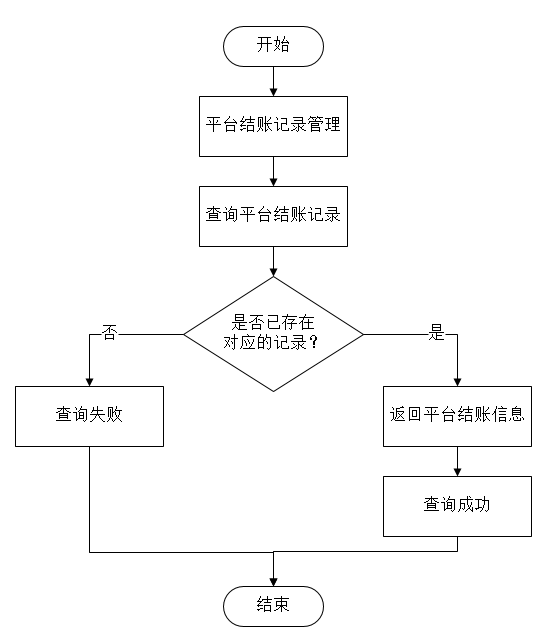 开始
平台结账记录管理
查询平台结账记录
是否已存在
对应的记录？
否
是
查询失败
返回平台结账信息
查询成功
结束